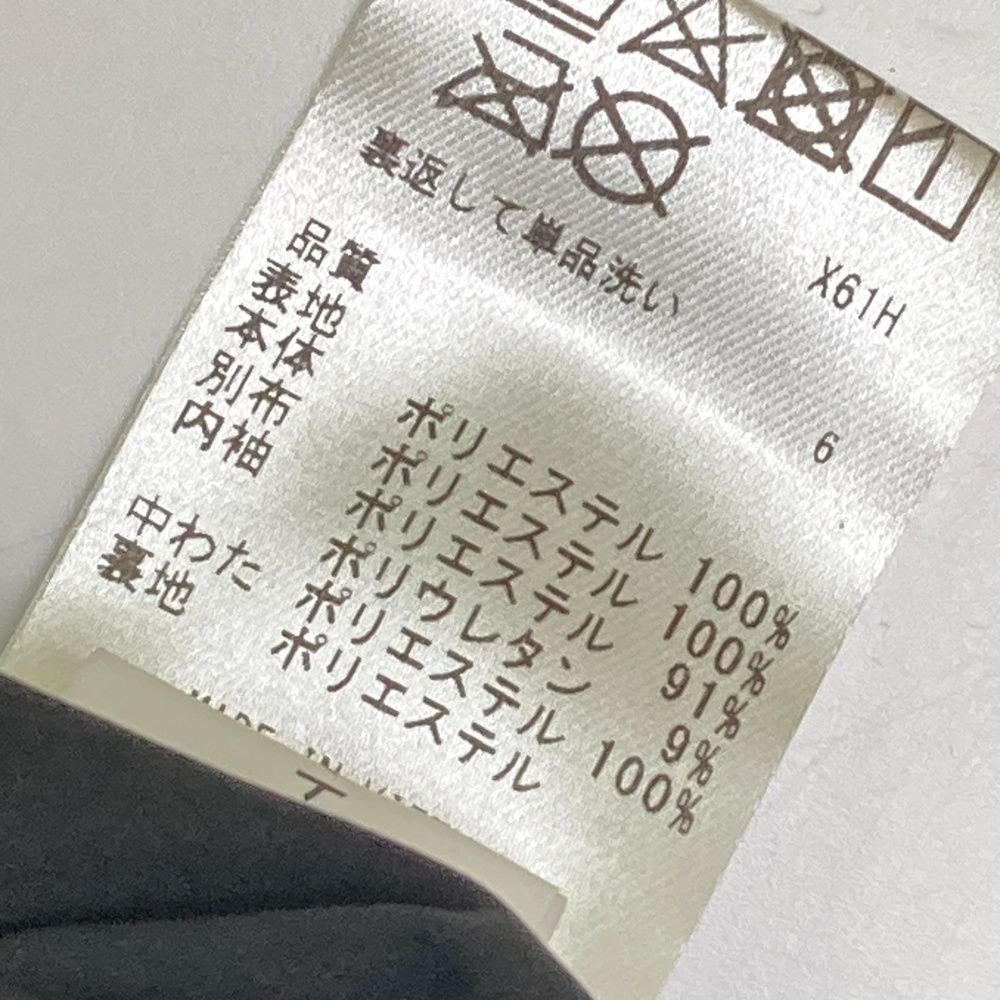 裏返して単品洗い
X61H
6
品質
表地
本体 ポリエステル 100%
別布 ポリエステル 100%
内袖 ポリエステル 91%
ポリウレタン 9%
中わた ポリエステル 100%
裏地 ポリエステル